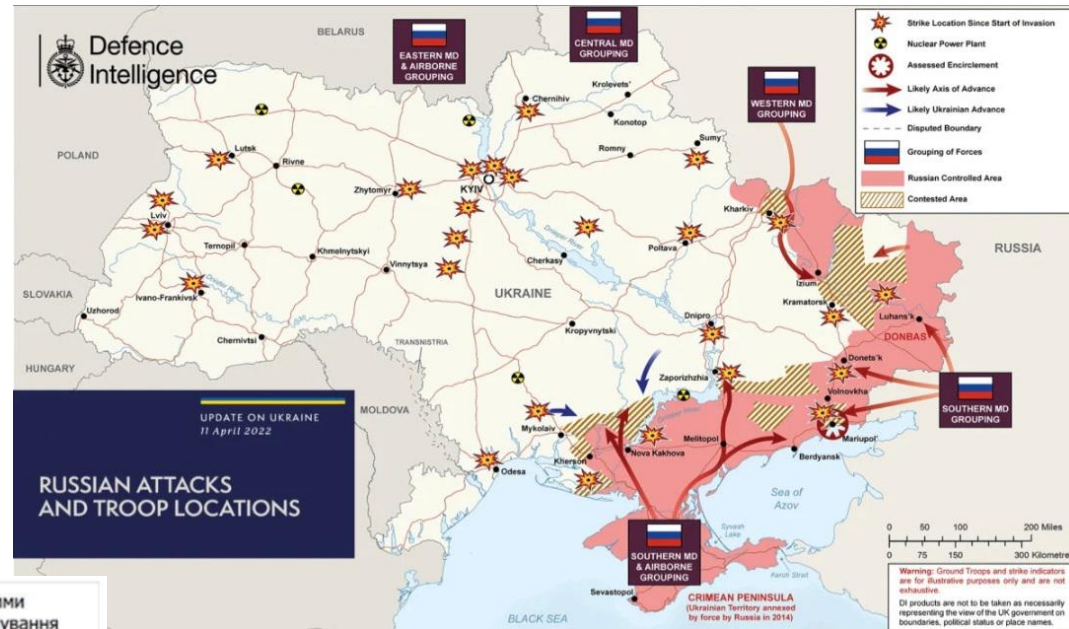 Defence
Intelligence
BELARUS
EASTERN MD
& AIRBORNE
GROUPING
CENTRAL MD
GROUPING
WESTERN MD
GROUPING
Strike Location Since Start of Invasion
Nuclear Power Plant
Assessed Encirclement
Likely Axis of Advance
Likely Ukrainian Advance
Disputed Boundary
Grouping of Forces
Russian Controlled Area
Contested Area
POLAND
SLOVAKIA
HUNGARY
MOLDOVA
TRANSNISTRIA
UKRAINE
RUSSIA
Krolevets'
Chernihiv
Konotop
Sumy
Romny
Lutsk
Rivne
Zhytomyr
KYIV
Kharkiv
Lviv
Ternopil
Khmelnytskyi
Vinnytsya
Dnieper River
Cherkasy
Poltava
Izium
Kramatorsk
Ivano-Frankivsk
Dniester River
Uzhorod
Chernivtsi
Kropyvnytski
Dnipro
Luhans'k
DONBAS
Donets'k
Zaporizhzhia
Volnovkha
SOUTHERN MD
GROUPING
Mykolaiv
Dnieper River
Mariupol'
Kherson
Nova Kakhova
Melitopol
Berdyansk
Odesa
Sea of
Azov
Syvash
Lake
Kerch Strait
SOUTHERN MD
& AIRBORNE
GROUPING
Sevastopol
CRIMEAN PENINSULA
(Ukrainian Territory annexed
by force by Russia in 2014)
BLACK SEA
UPDATE ON UKRAINE
11 April 2022
RUSSIAN ATTACKS
AND TROOP LOCATIONS
0 50 100 200 Miles
0 75 150 300 Kilometre
Warning: Ground Troops and strike indicators
are for illustrative purposes only and are not
exhaustive.
DI products are not to be taken as necessarily
representing the view of the UK government on
boundaries, political status or place names.
ими
ування